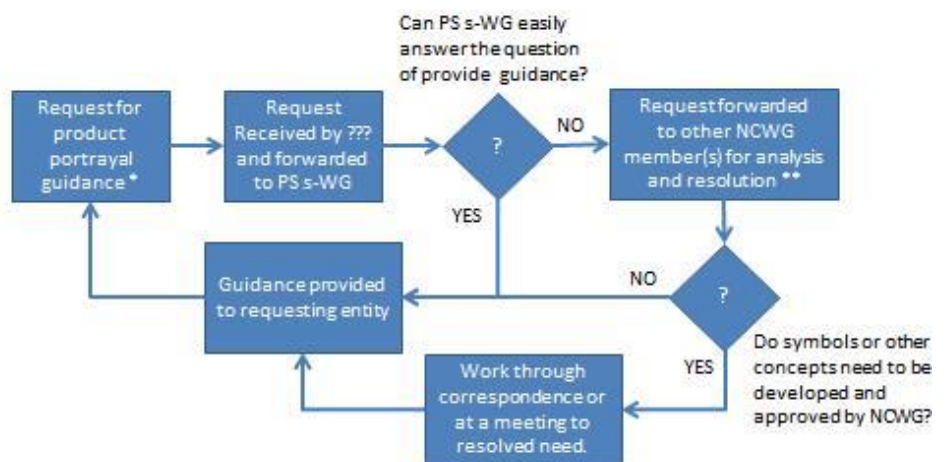 Can PS s-WG easily
answer the question
of provide guidance?
Request for
product
portrayal
guidance *
Request
Received by ???
and forwarded
to PS s-WG
?
NO
Request forwarded
to other NCWG
member(s) for analysis
and resolution **
YES
Guidance provided
to requesting entity
NO
?
Do symbols or other
concepts need to be
developed and
approved by NCWG?
YES
Work through
correspondence or
at a meeting to
resolved need.